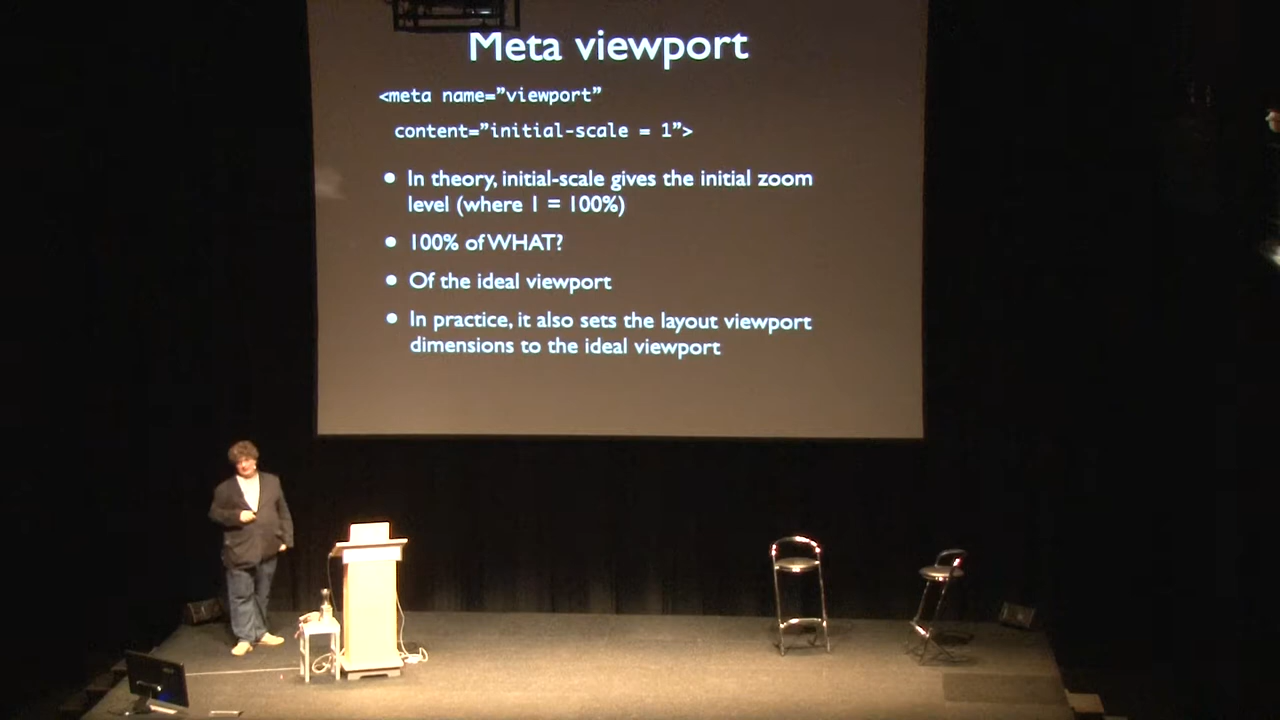 Meta viewport
<meta name=”viewport”
content=”initial-scale = 1”>
• In theory, initial-scale gives the initial zoom
level (where 1 = 100%)
• 100% of WHAT?
• Of the ideal viewport
• In practice, it also sets the layout viewport
dimensions to the ideal viewport